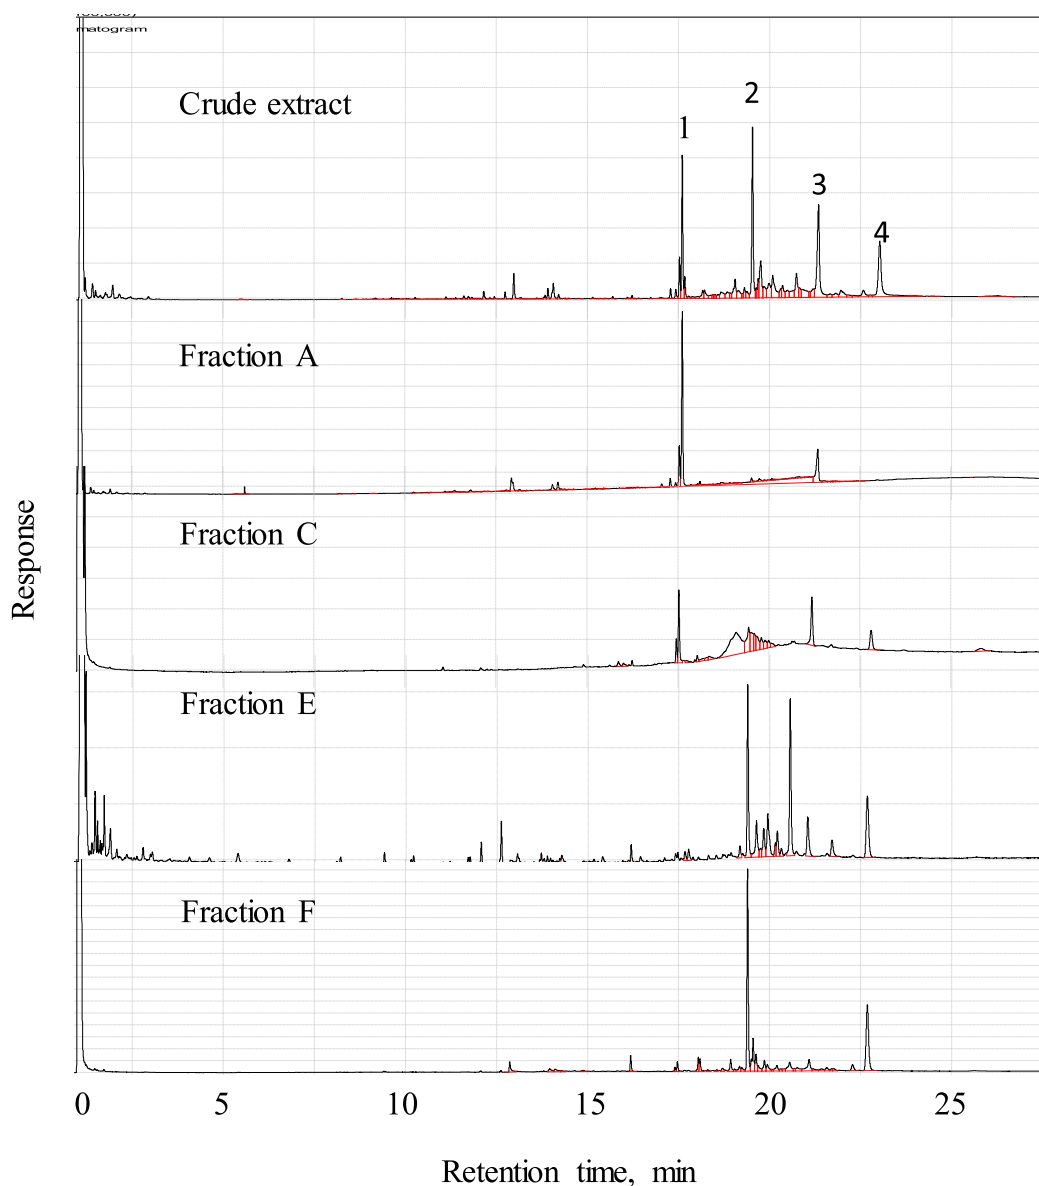 matogram
Crude extract
1
2
3
4
Fraction A
Fraction C
Fraction E
Fraction F
Response
0 5 10 15 20 25
Retention time, min